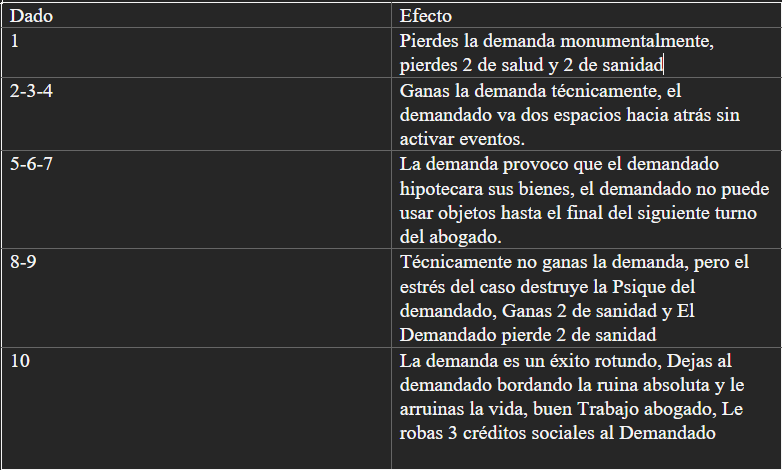 Dado
Efecto
1
Pierdes la demanda monumentalmente,
pierdes 2 de salud y 2 de sanidad
2-3-4
Ganas la demanda técnicamente, el
demandado va dos espacios hacia atrás sin
activar eventos.
5-6-7
La demanda provoco que el demandado
hipotecara sus bienes, el demandado no puede
usar objetos hasta el final del siguiente turno
del abogado.
8-9
Técnicamente no ganas la demanda, pero el
estrés del caso destruye la Psique del
demandado, Ganas 2 de sanidad y El
Demandado pierde 2 de sanidad
10
La demanda es un éxito rotundo, Dejas al
demandado bordando la ruina absoluta y le
arruinas la vida, buen Trabajo abogado, Le
robas 3 créditos sociales al Demandado